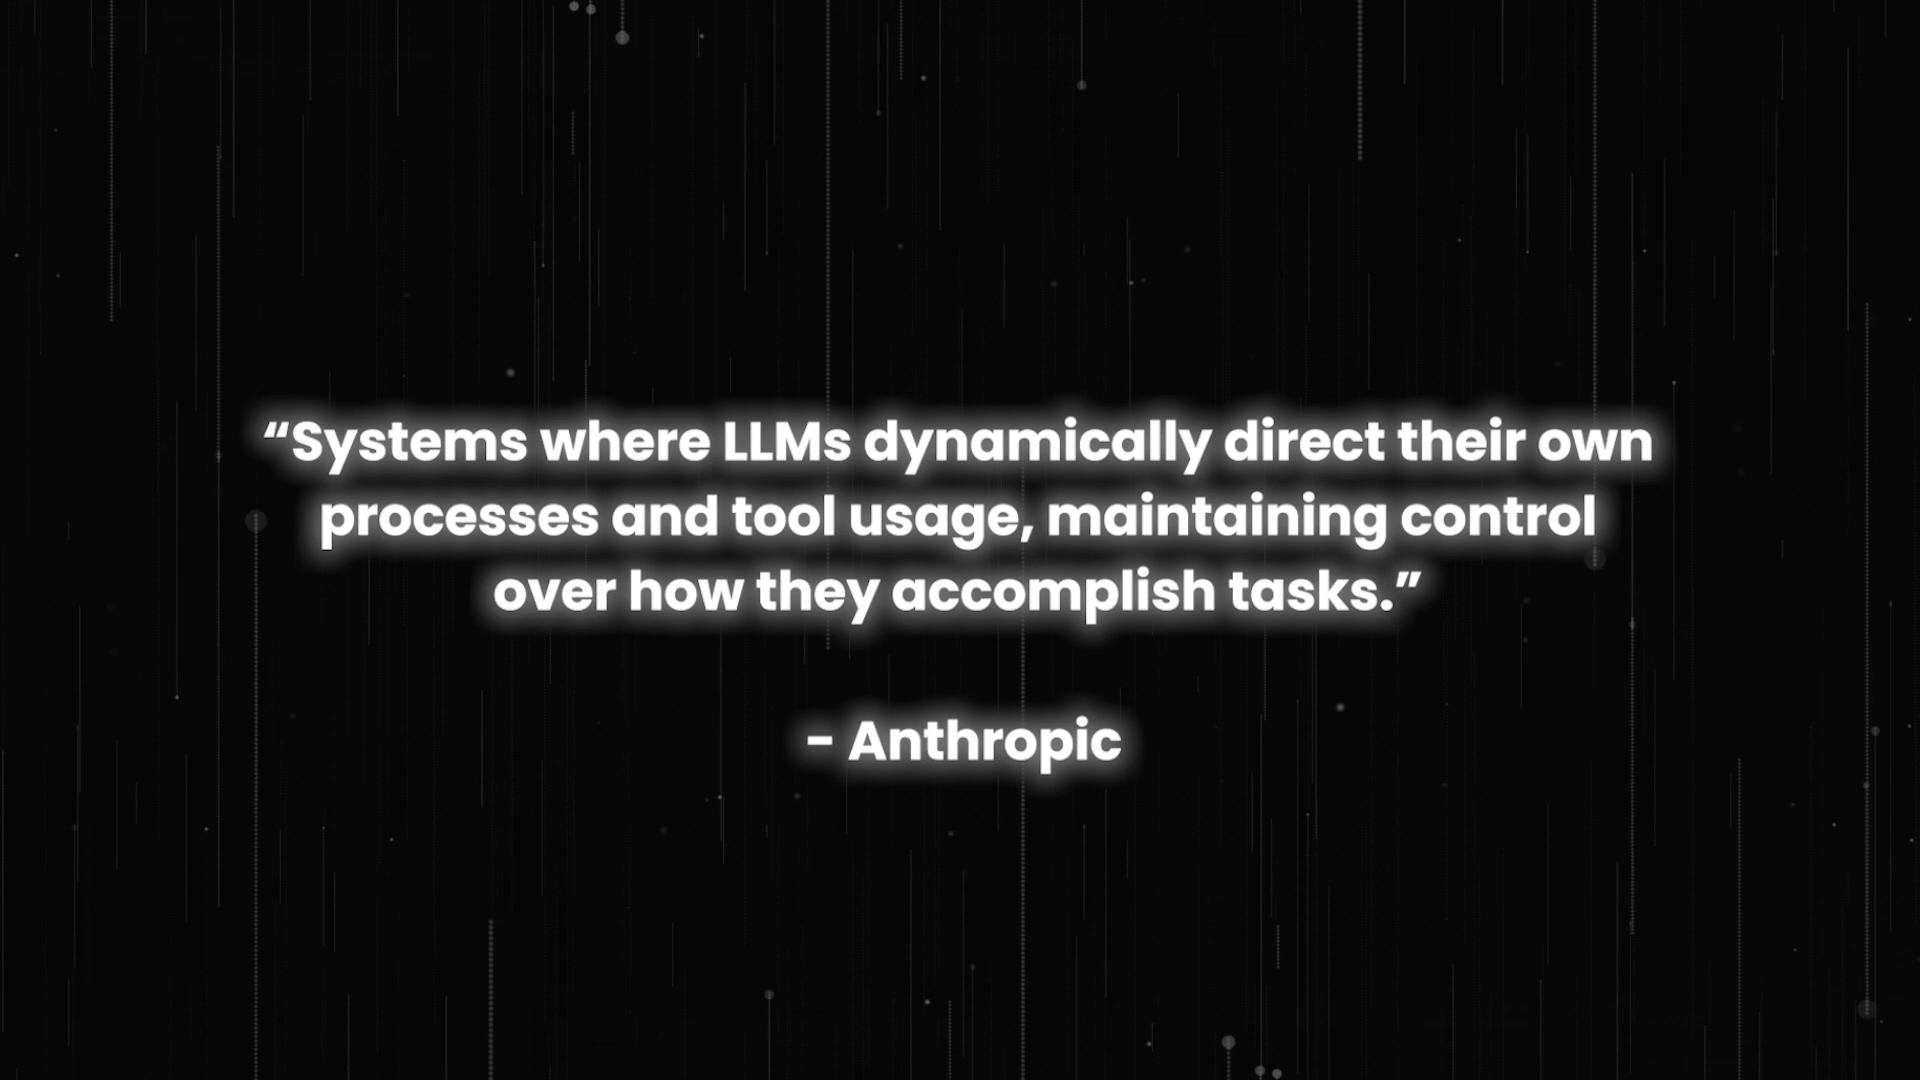 “Systems where LLMs dynamically direct their own
processes and tool usage, maintaining control
over how they accomplish tasks.”
- Anthropic